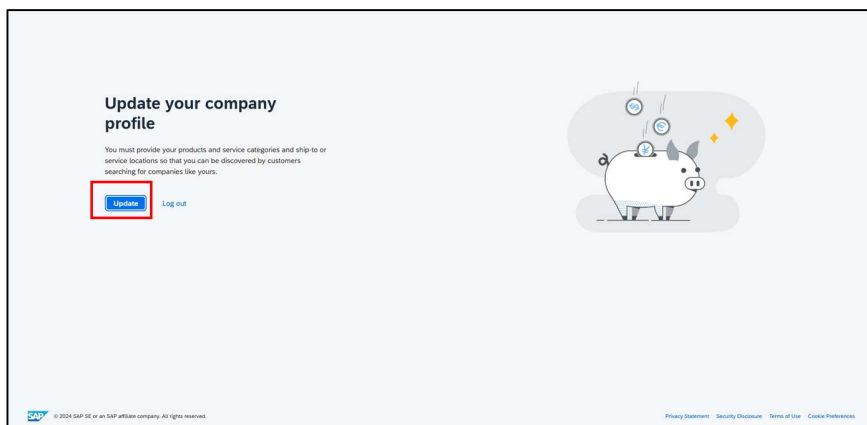 Update your company
profile
You must provide your products and service categories and ship-to or
service locations so that you can be discovered by customers
searching for companies like yours.
Update Log out
SAP © 2024 SAP SE or an SAP affiliate company. All rights reserved. Privacy Statement Security Disclosure Terms of Use Cookie Preferences